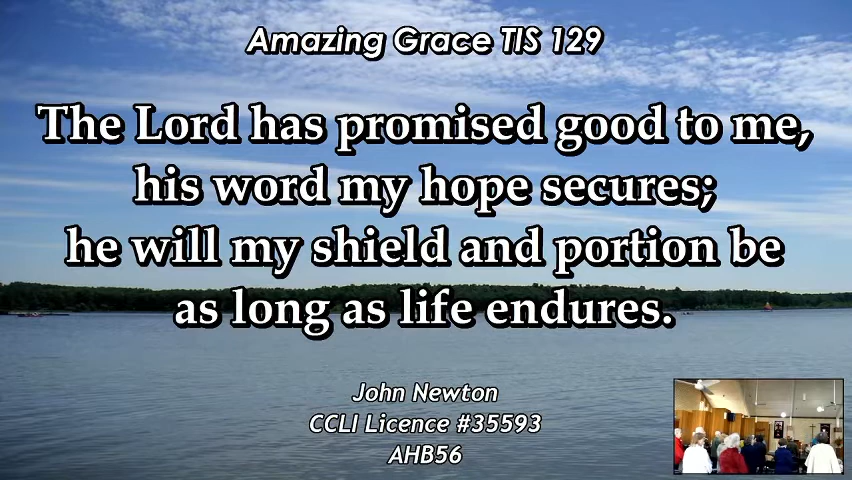 Amazing Grace TIS 129
The Lord has promised good to me,
his word my hope secures;
he will my shield and portion be
as long as life endures.
John Newton
CCLI Licence #35593
AHB56